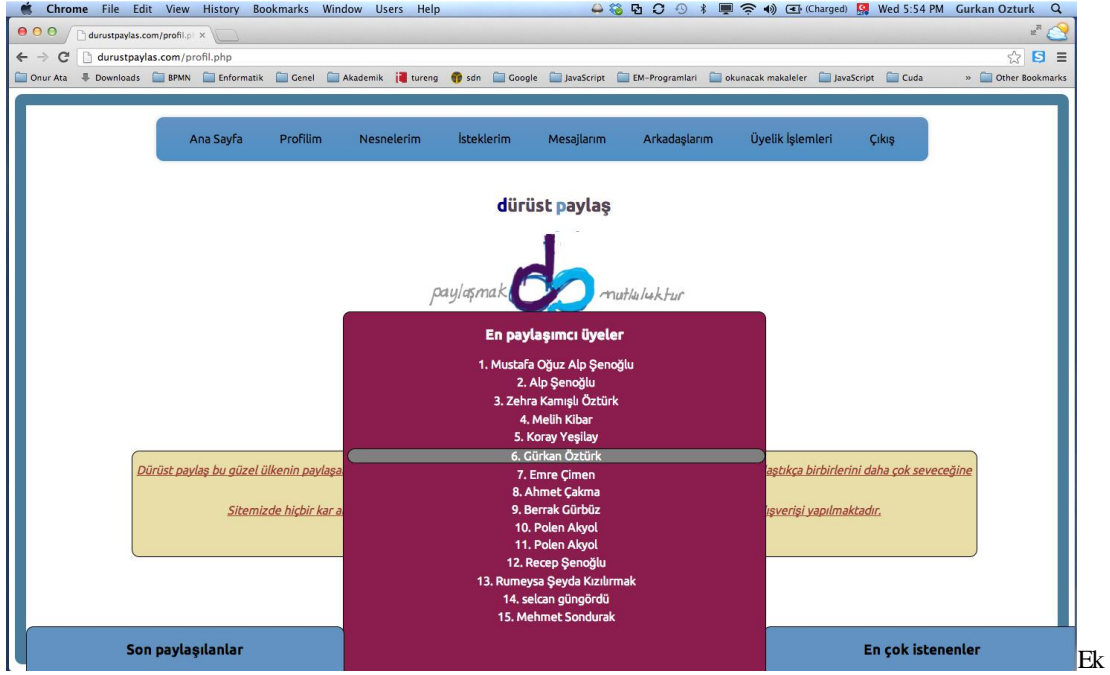 Chrome File Edit View History Bookmarks Window Users Help (Charged) Wed 5:54 PM Gurkan Ozturk
durustpaylas.com/profil.p
durustpaylas.com/profil.php
Onur Ata Downloads BPMN Enformatik Genel Akademik tureng sdn Google JavaScript EM-Programlari okunacak makaleler JavaScript Cuda » Other Bookmarks
Ana Sayfa Profilim Nesnelerim İsteklerim Mesajlarım Arkadaşlarım Üyelik İşlemleri Çıkış
dürüst paylaş
paylaşmak mutluluktur
En paylaşımcı üyeler
1. Mustafa Oğuz Alp Şenoğlu
2. Alp Şenoğlu
3. Zehra Kamışlı Öztürk
4. Melih Kibar
5. Koray Yeşilay
6. Gürkan Öztürk
7. Emre Çimen
8. Ahmet Çakma
9. Berrak Gürbüz
10. Polen Akyol
11. Polen Akyol
12. Recep Şenoğlu
13. Rumeysa Şeyda Kızılırmak
14. selcan güngördü
15. Mehmet Sondurak
Dürüst paylaş bu güzel ülkenin paylaşa laştıkça birbirlerini daha çok seveceğine
Sitemizde hiçbir kar a ışverişi yapılmaktadır.
Son paylaşılanlar En çok istenenler
Ek